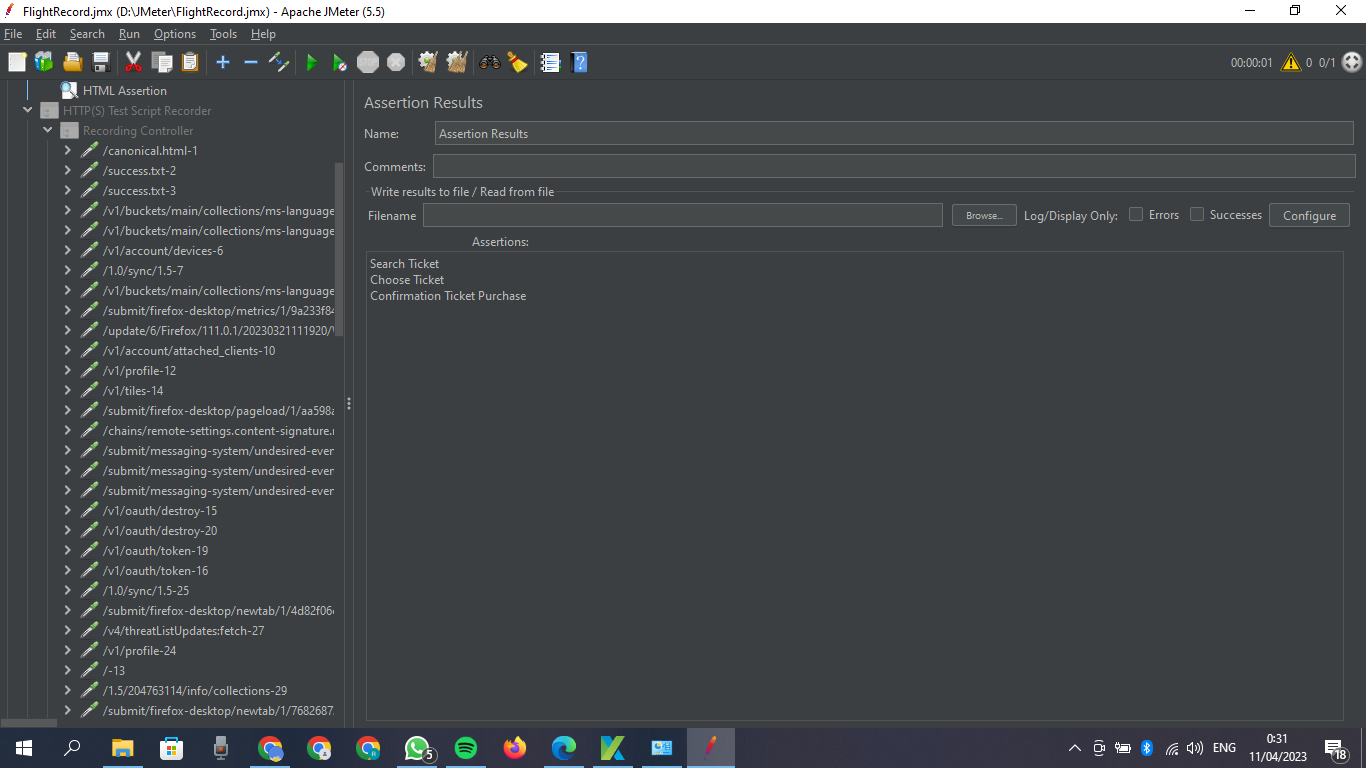 FlightRecord.jmx (D:\JMeter\FlightRecord.jmx) - Apache JMeter (5.5)
File Edit Search Run Options Tools Help
STOP
00:00:01 0 0/1
HTML Assertion
HTTP(S) Test Script Recorder
Recording Controller
/canonical.html-1
/success.txt-2
/success.txt-3
/v1/buckets/main/collections/ms-language
/v1/buckets/main/collections/ms-language
/v1/account/devices-6
/1.0/sync/1.5-7
/v1/buckets/main/collections/ms-language
/submit/firefox-desktop/metrics/1/9a233f84
/update/6/Firefox/111.0.1/20230321111920/
/v1/account/attached_clients-10
/v1/profile-12
/v1/tiles-14
/submit/firefox-desktop/pageload/1/aa598a
/chains/remote-settings.content-signature.
/submit/messaging-system/undesired-even
/submit/messaging-system/undesired-even
/submit/messaging-system/undesired-even
/v1/oauth/destroy-15
/v1/oauth/destroy-20
/v1/oauth/token-19
/v1/oauth/token-16
/1.0/sync/1.5-25
/submit/firefox-desktop/newtab/1/4d82f06
/v4/threatListUpdates:fetch-27
/v1/profile-24
/-13
/1.5/204763114/info/collections-29
/submit/firefox-desktop/newtab/1/7682687
Assertion Results
Name: Assertion Results
Comments:
Write results to file / Read from file
Filename Browse... Log/Display Only: Errors Successes Configure
Assertions:
Search Ticket
Choose Ticket
Confirmation Ticket Purchase
5
ENG
0:31
11/04/2023
18